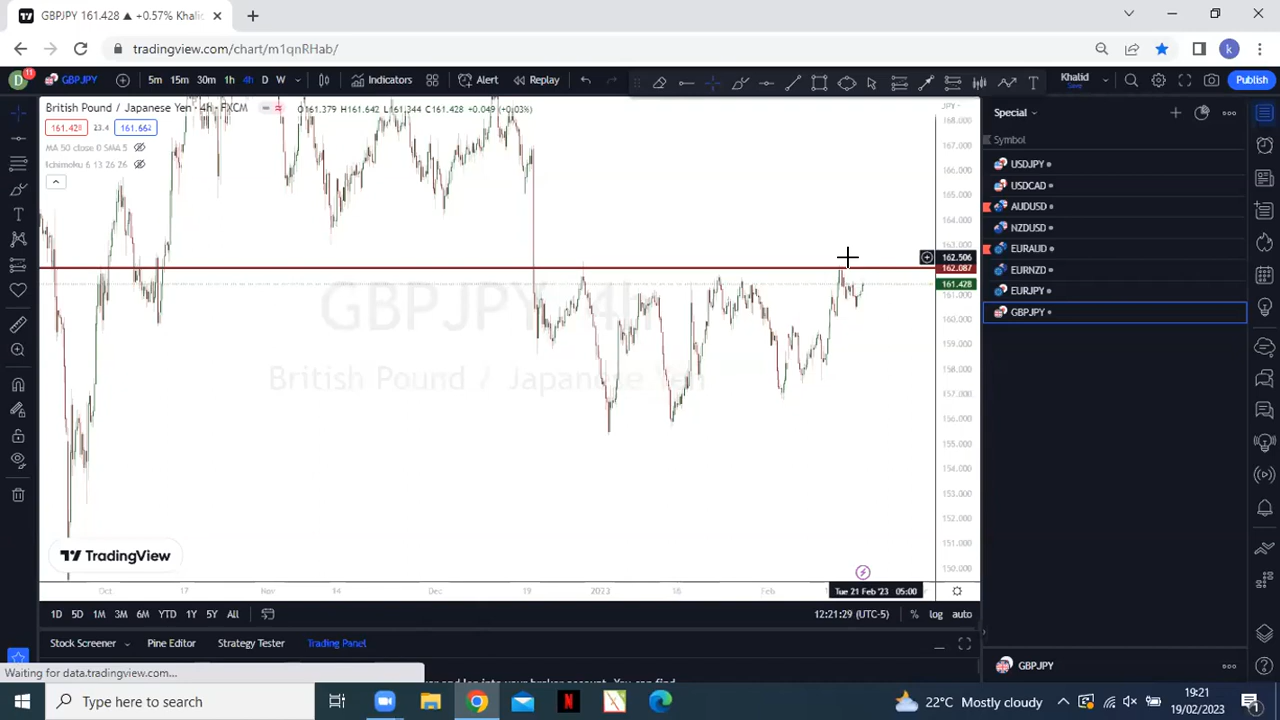 GBPJPY 161.428 ▲ +0.57% Khalid
tradingview.com/chart/m1qnRHab/
k
D 11 GBPJPY 5m 15m 30m 1h 4h D W Indicators Alert Replay T Khalid Save Publish
British Pound / Japanese Yen · 4h · FXCM O161.379 H161.642 L161.344 C161.428 +0.049 (+0.03%)
161.428 23.4 161.662
MA 50 close 0 SMA 5
Ichimoku 6 13 26 26
JPY
168.000
167.000
166.000
165.000
164.000
163.000
162.506
162.087
161.428
161.000
160.000
159.000
158.000
157.000
156.000
155.000
154.000
153.000
152.000
151.000
150.000
GBPJPY, 4h
British Pound / Japanese Yen
TradingView
Oct 17 Nov 14 Dec 19 2023 16 Feb Tue 21 Feb '23 05:00
1D 5D 1M 3M 6M YTD 1Y 5Y All 12:21:29 (UTC-5) % log auto
Stock Screener Pine Editor Strategy Tester Trading Panel
Waiting for data.tradingview.com...
Special
Symbol
USDJPY
USDCAD
AUDUSD
NZDUSD
EURAUD
EURNZD
EURJPY
GBPJPY
GBPJPY
Type here to search
22°C Mostly cloudy
19:21
19/02/2023
1